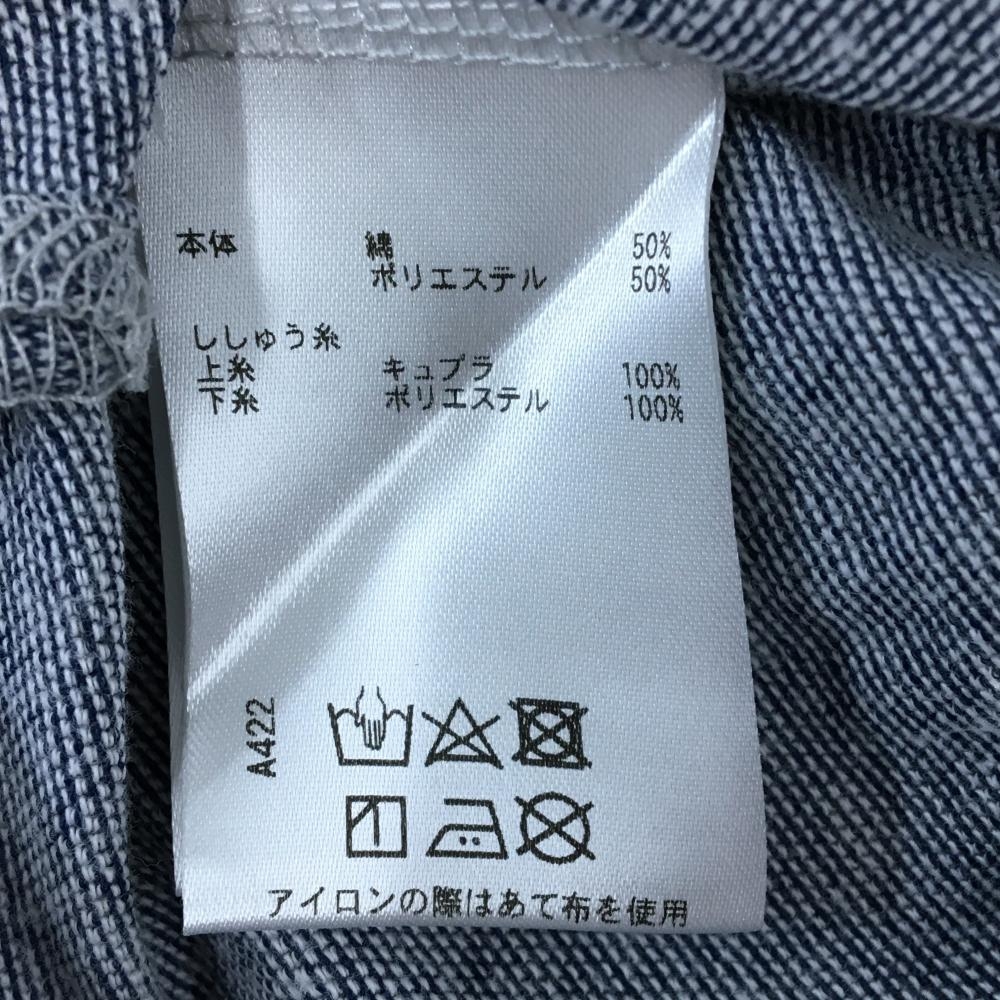 本体 綿 50%
ポリエステル 50%
ししゅう糸
上糸 キュプラ 100%
下糸 ポリエステル 100%
A422
アイロンの際はあて布を使用